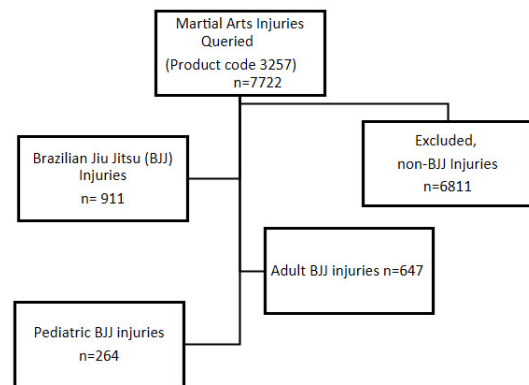 Martial Arts Injuries
Queried
(Product code 3257)
n=7722
Brazilian Jiu Jitsu (BJJ)
Injuries
n= 911
Excluded,
non-BJJ Injuries
n=6811
Adult BJJ injuries n=647
Pediatric BJJ injuries
n=264